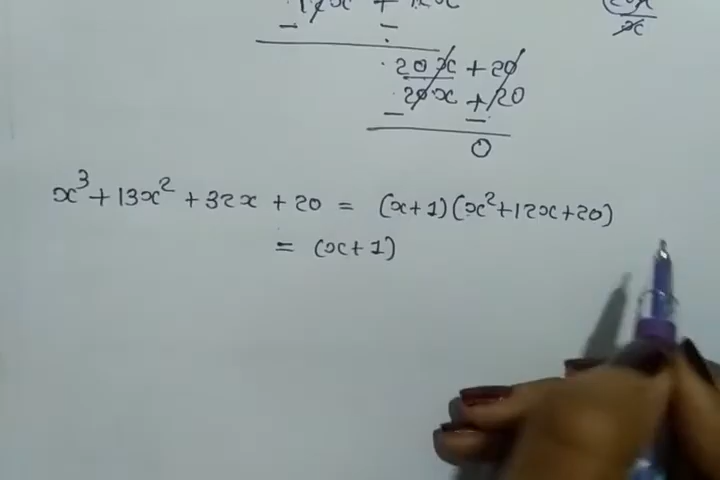 20x + 20
20x + 20
− −
0
x³ + 13x² + 32x + 20 = (x+1)(x²+12x+20)
= (x+1)